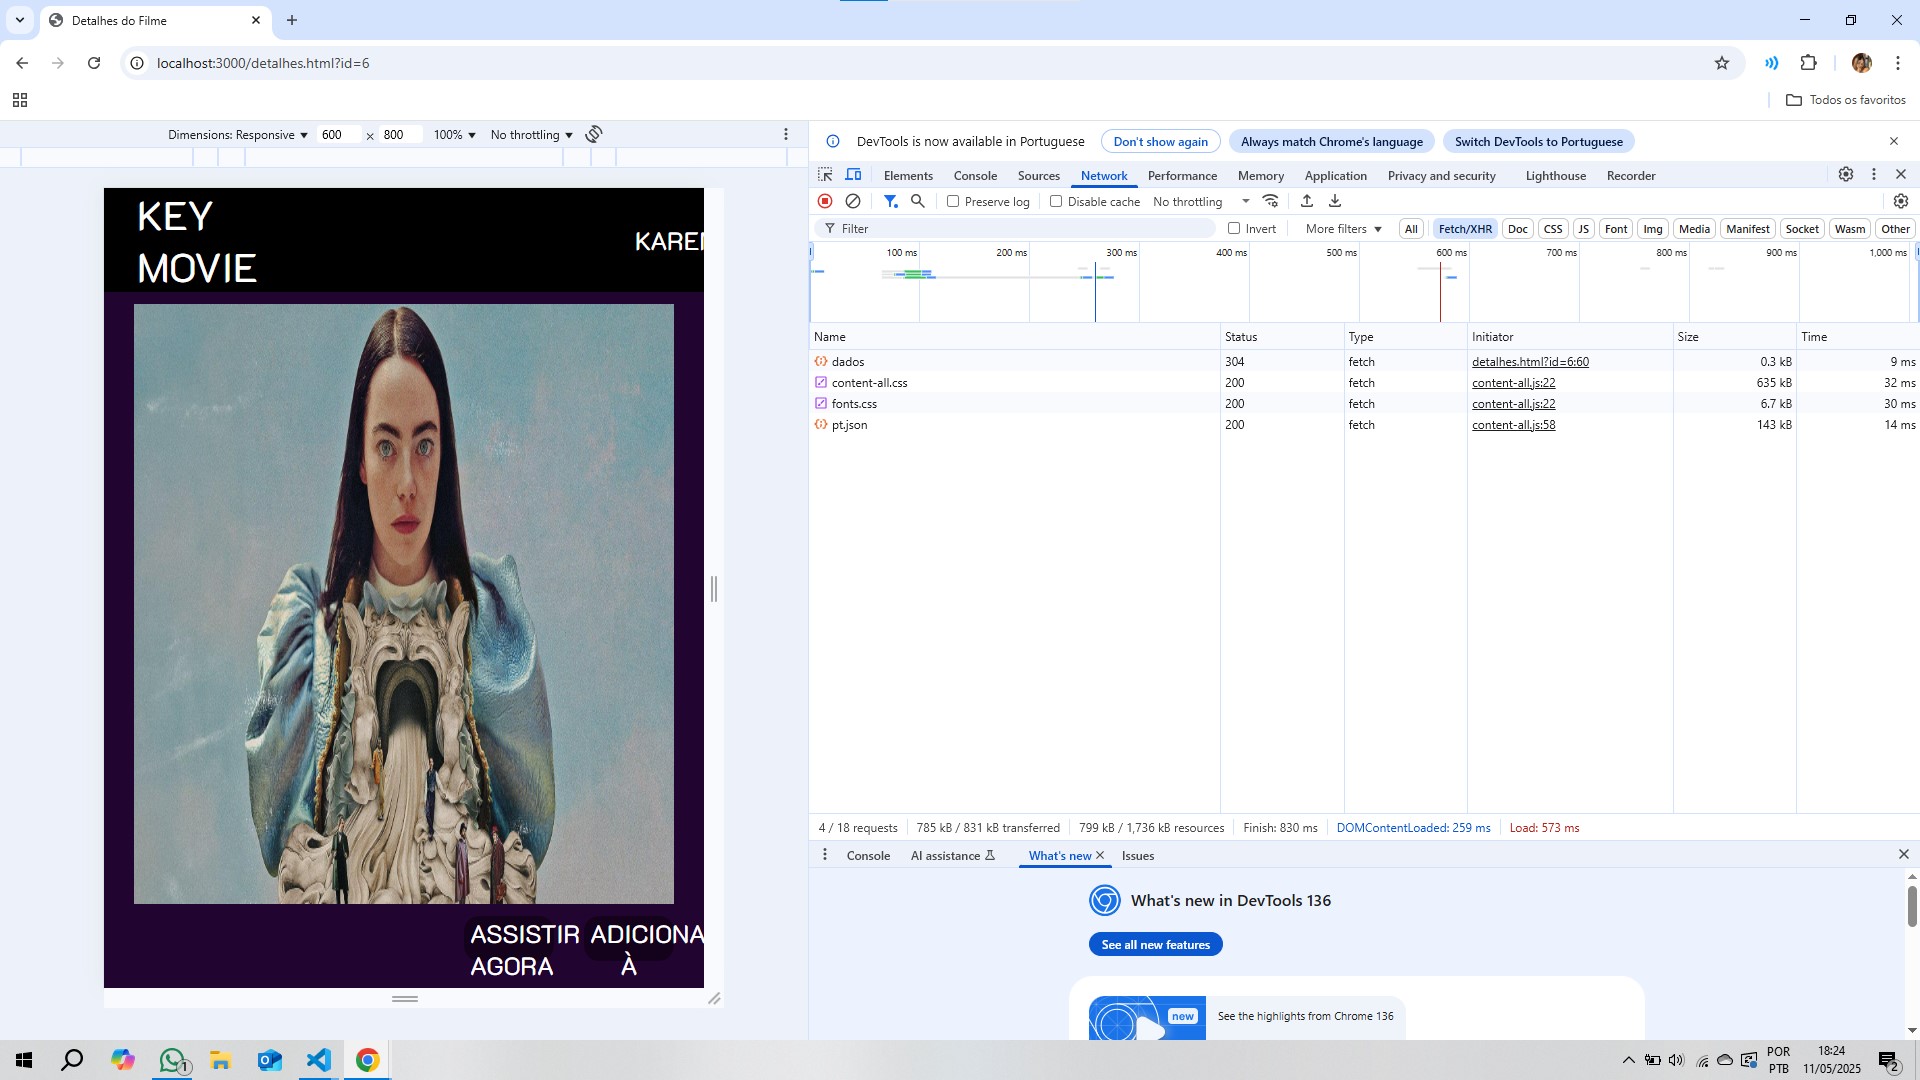 Detalhes do Filme
localhost:3000/detalhes.html?id=6
Todos os favoritos
Dimensions: Responsive 600 x 800 100% No throttling
KEY
MOVIE
KAREN
ASSISTIR
AGORA
ADICIONA
À
DevTools is now available in Portuguese Don't show again Always match Chrome's language Switch DevTools to Portuguese
Elements Console Sources Network Performance Memory Application Privacy and security Lighthouse Recorder
Preserve log Disable cache No throttling
Filter Invert More filters All Fetch/XHR Doc CSS JS Font Img Media Manifest Socket Wasm Other
100 ms 200 ms 300 ms 400 ms 500 ms 600 ms 700 ms 800 ms 900 ms 1,000 ms
Name Status Type Initiator Size Time
dados 304 fetch detalhes.html?id=6:60 0.3 kB 9 ms
content-all.css 200 fetch content-all.js:22 635 kB 32 ms
fonts.css 200 fetch content-all.js:22 6.7 kB 30 ms
pt.json 200 fetch content-all.js:58 143 kB 14 ms
4 / 18 requests 785 kB / 831 kB transferred 799 kB / 1,736 kB resources Finish: 830 ms DOMContentLoaded: 259 ms Load: 573 ms
Console AI assistance What's new Issues
What's new in DevTools 136
See all new features
new
See the highlights from Chrome 136
1
POR
PTB
18:24
11/05/2025
2